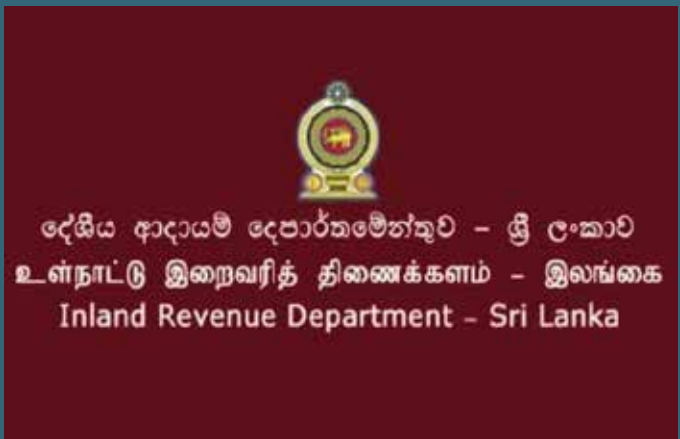 දේශීය ආදායම් දෙපාර්තමේන්තුව – ශ්‍රී ලංකාව
உள்நாட்டு இறைவரித் திணைக்களம் – இலங்கை
Inland Revenue Department – Sri Lanka